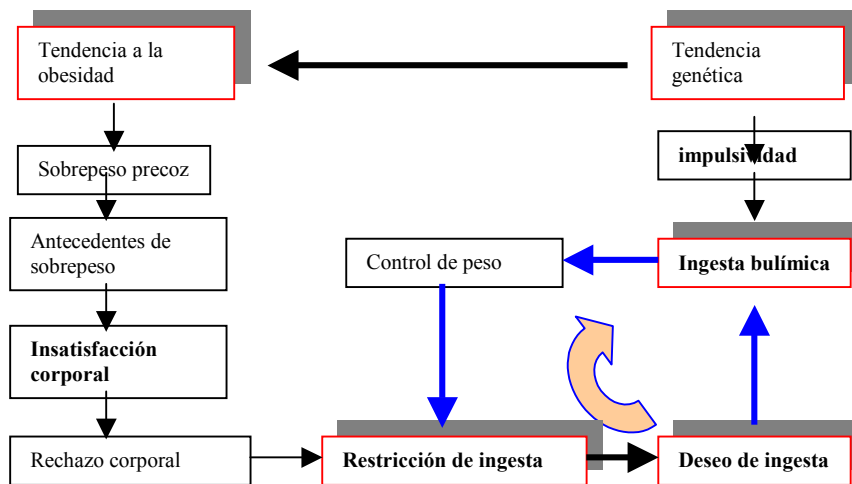 Tendencia a la
obesidad
Tendencia
genética
Sobrepeso precoz
impulsividad
Antecedentes de
sobrepeso
Control de peso
Ingesta bulímica
Insatisfacción
corporal
Rechazo corporal
Restricción de ingesta
Deseo de ingesta